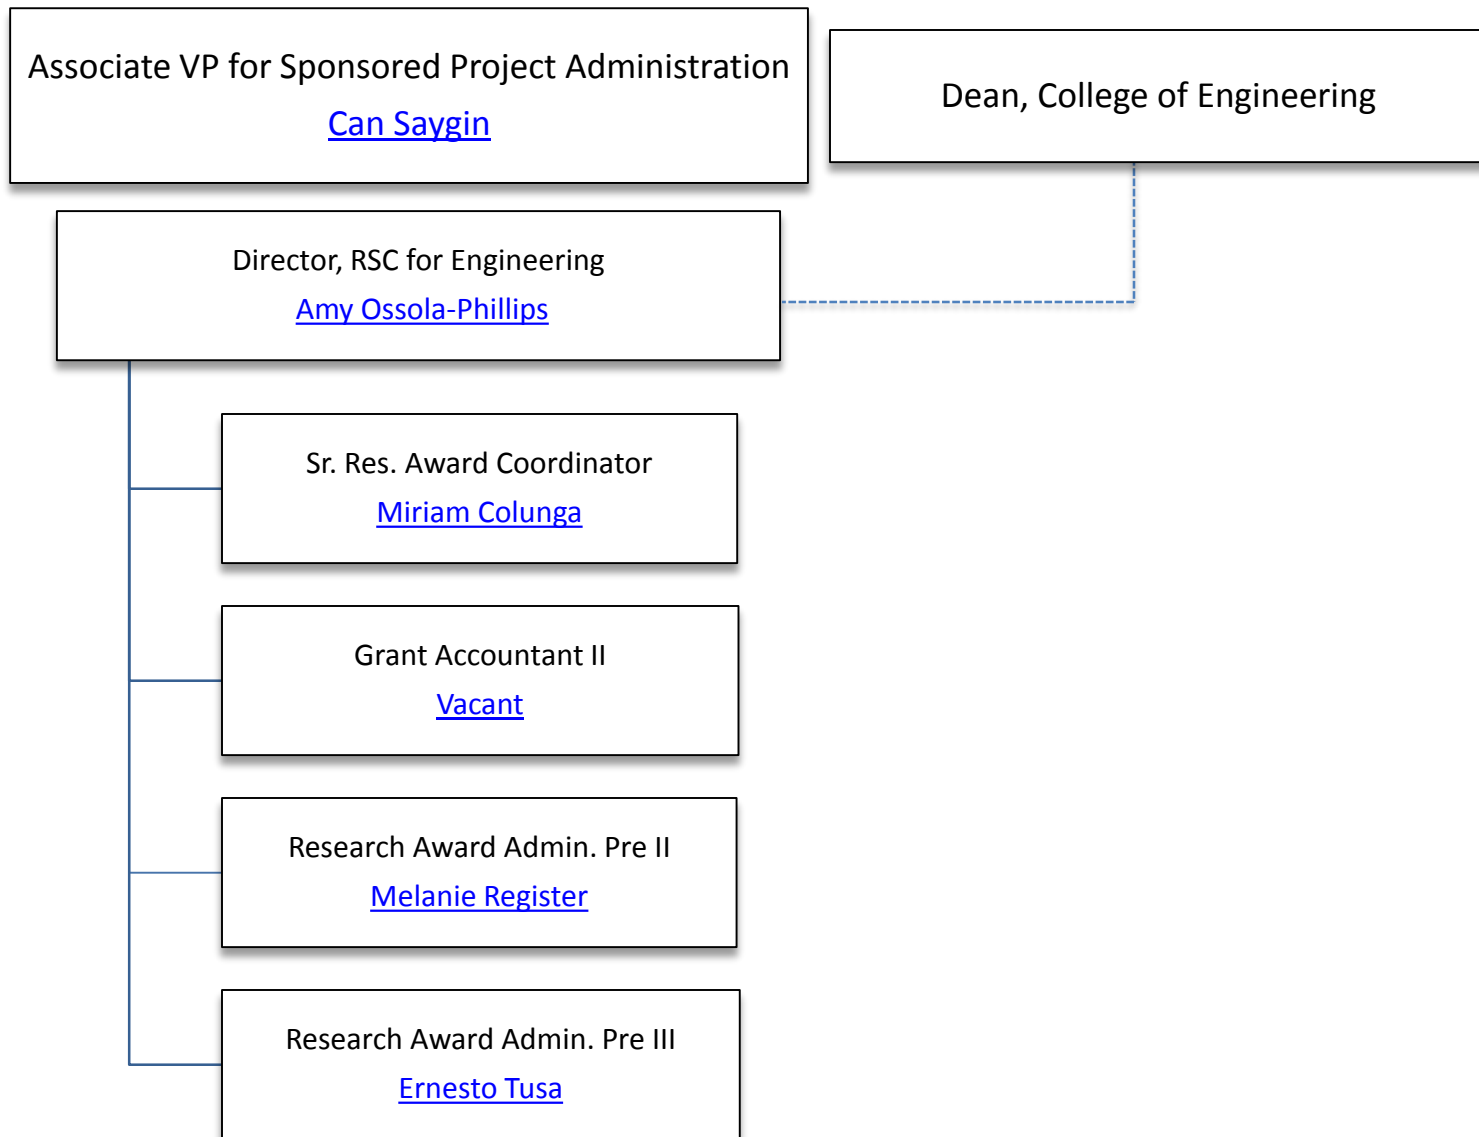 Associate VP for Sponsored Project Administration
Can Saygin
Dean, College of Engineering
Director, RSC for Engineering
Amy Ossola-Phillips
Sr. Res. Award Coordinator
Miriam Colunga
Grant Accountant II
Vacant
Research Award Admin. Pre II
Melanie Register
Research Award Admin. Pre III
Ernesto Tusa